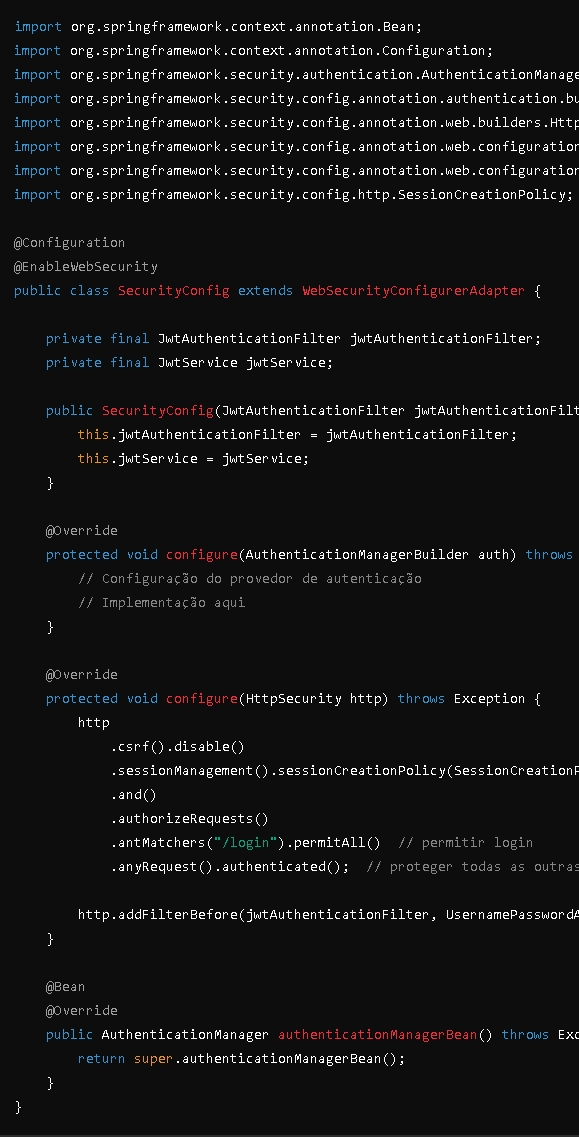 import org.springframework.context.annotation.Bean;
import org.springframework.context.annotation.Configuration;
import org.springframework.security.authentication.AuthenticationManage
import org.springframework.security.config.annotation.authentication.bu
import org.springframework.security.config.annotation.web.builders.Http
import org.springframework.security.config.annotation.web.configuration
import org.springframework.security.config.annotation.web.configuration
import org.springframework.security.config.http.SessionCreationPolicy;
@Configuration
@EnableWebSecurity
public class SecurityConfig extends WebSecurityConfigurerAdapter {
private final JwtAuthenticationFilter jwtAuthenticationFilter;
private final JwtService jwtService;
public SecurityConfig(JwtAuthenticationFilter jwtAuthenticationFilt
this.jwtAuthenticationFilter = jwtAuthenticationFilter;
this.jwtService = jwtService;
}
@Override
protected void configure(AuthenticationManagerBuilder auth) throws
// Configuração do provedor de autenticação
// Implementação aqui
}
@Override
protected void configure(HttpSecurity http) throws Exception {
http
.csrf().disable()
.sessionManagement().sessionCreationPolicy(SessionCreationP
.and()
.authorizeRequests()
.antMatchers("/login").permitAll() // permitir login
.anyRequest().authenticated(); // proteger todas as outras
http.addFilterBefore(jwtAuthenticationFilter, UsernamePasswordA
}
@Bean
@Override
public AuthenticationManager authenticationManagerBean() throws Exc
return super.authenticationManagerBean();
}
}